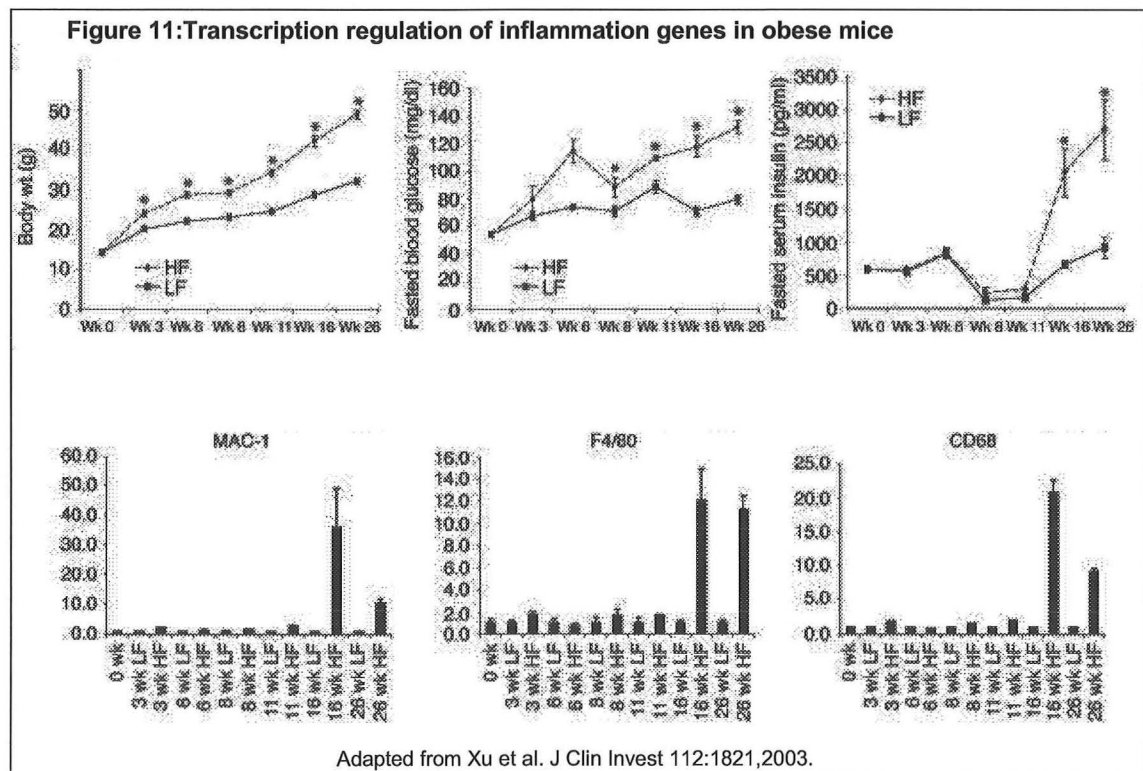 Figure 11:Transcription regulation of inflammation genes in obese mice
Body wt (g)
50
40
30
20
10
0
HF
LF
Wk 0 Wk 3 Wk 6 Wk 8 Wk 11 Wk 16 Wk 26
Fasted blood glucose (mg/dl)
160
140
120
100
80
60
40
20
0
HF
LF
Wk 0 Wk 3 Wk 6 Wk 8 Wk 11 Wk 16 Wk 26
Fasted serum insulin (pg/ml)
3500
3000
2500
2000
1500
1000
500
0
HF
LF
Wk 0 Wk 3 Wk 6 Wk 8 Wk 11 Wk 16 Wk 26
MAC-1
60.0
50.0
40.0
30.0
20.0
10.0
0.0
0 wk
3 wk LF
3 wk HF
6 wk LF
6 wk HF
8 wk LF
8 wk HF
11 wk LF
11 wk HF
16 wk LF
16 wk HF
26 wk LF
26 wk HF
F4/80
16.0
14.0
12.0
10.0
8.0
6.0
4.0
2.0
0.0
0 wk
3 wk LF
3 wk HF
6 wk LF
6 wk HF
8 wk LF
8 wk HF
11 wk LF
11 wk HF
16 wk LF
16 wk HF
26 wk LF
26 wk HF
CD68
25.0
20.0
15.0
10.0
5.0
0.0
0 wk
3 wk LF
3 wk HF
6 wk LF
6 wk HF
8 wk LF
8 wk HF
11 wk LF
11 wk HF
16 wk LF
16 wk HF
26 wk LF
26 wk HF
Adapted from Xu et al. J Clin Invest 112:1821,2003.